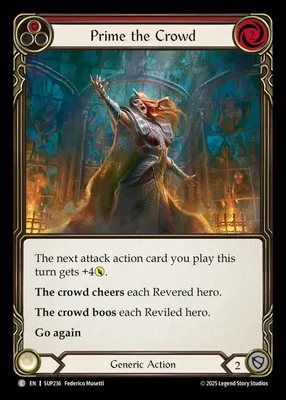 Prime the Crowd
The next attack action card you play this
turn gets +4
The crowd cheers each Revered hero.
The crowd boos each Reviled hero.
Go again
Generic Action
2
C EN | SUP236 Federico Musetti
© 2025 Legend Story Studios